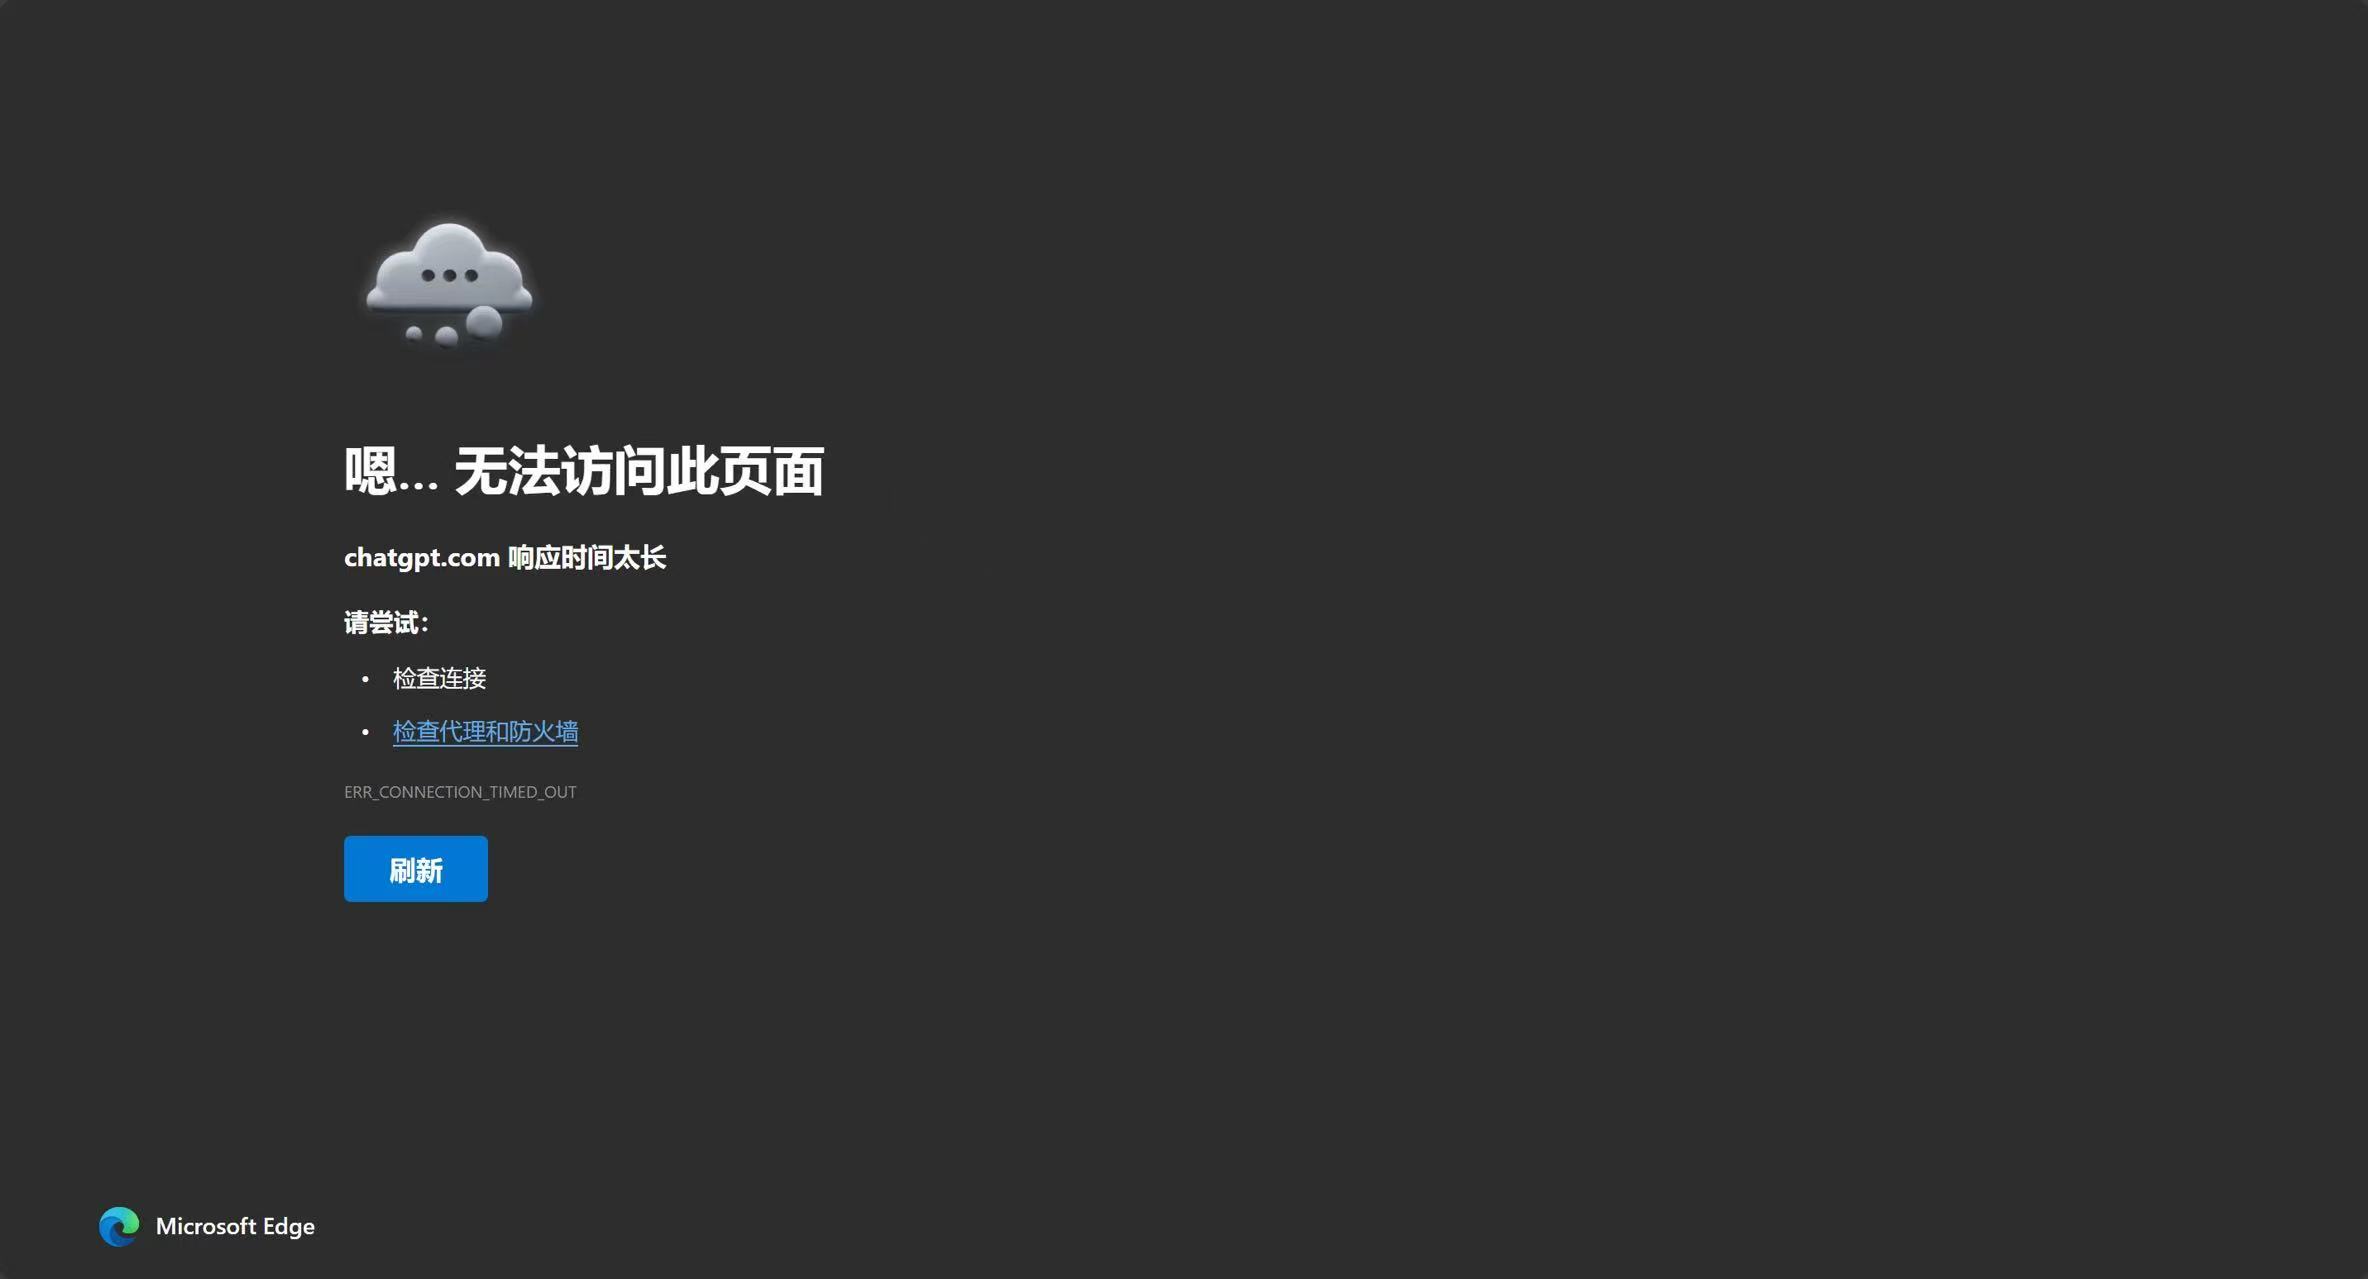 嗯... 无法访问此页面
chatgpt.com 响应时间太长
请尝试：
• 检查连接
• 检查代理和防火墙
ERR_CONNECTION_TIMED_OUT
刷新
Microsoft Edge